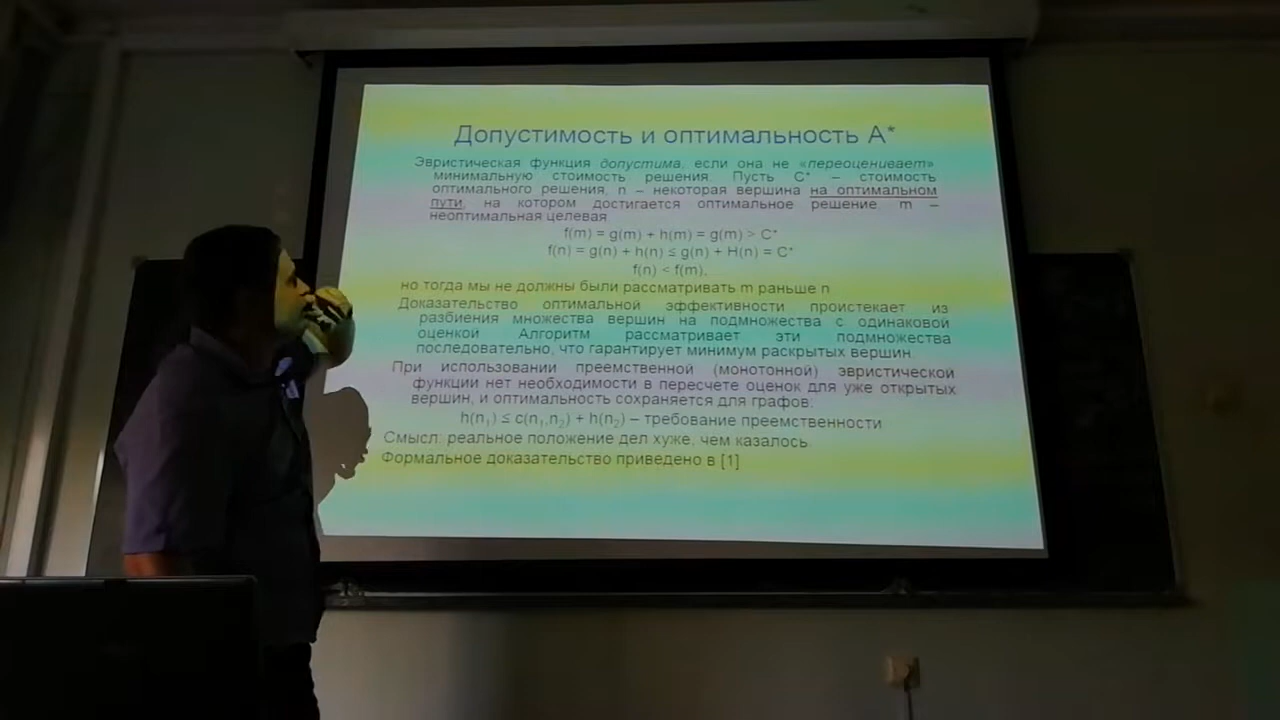 Допустимость и оптимальность А*
Эвристическая функция допустима, если она не «переоценивает»
минимальную стоимость решения. Пусть С* – стоимость
оптимального решения, n – некоторая вершина на оптимальном
пути, на котором достигается оптимальное решение m –
неоптимальная целевая
f(m) = g(m) + h(m) = g(m) > C*
f(n) = g(n) + h(n) ≤ g(n) + H(n) = C*
f(n) < f(m),
но тогда мы не должны были рассматривать m раньше n
Доказательство оптимальной эффективности проистекает из
разбиения множества вершин на подмножества с одинаковой
оценкой Алгоритм рассматривает эти подмножества
последовательно, что гарантирует минимум раскрытых вершин.
При использовании преемственной (монотонной) эвристической
функции нет необходимости в пересчете оценок для уже открытых
вершин, и оптимальность сохраняется для графов:
h(n₁) ≤ c(n₁,n₂) + h(n₂) – требование преемственности
Смысл: реальное положение дел хуже, чем казалось
Формальное доказательство приведено в [1]